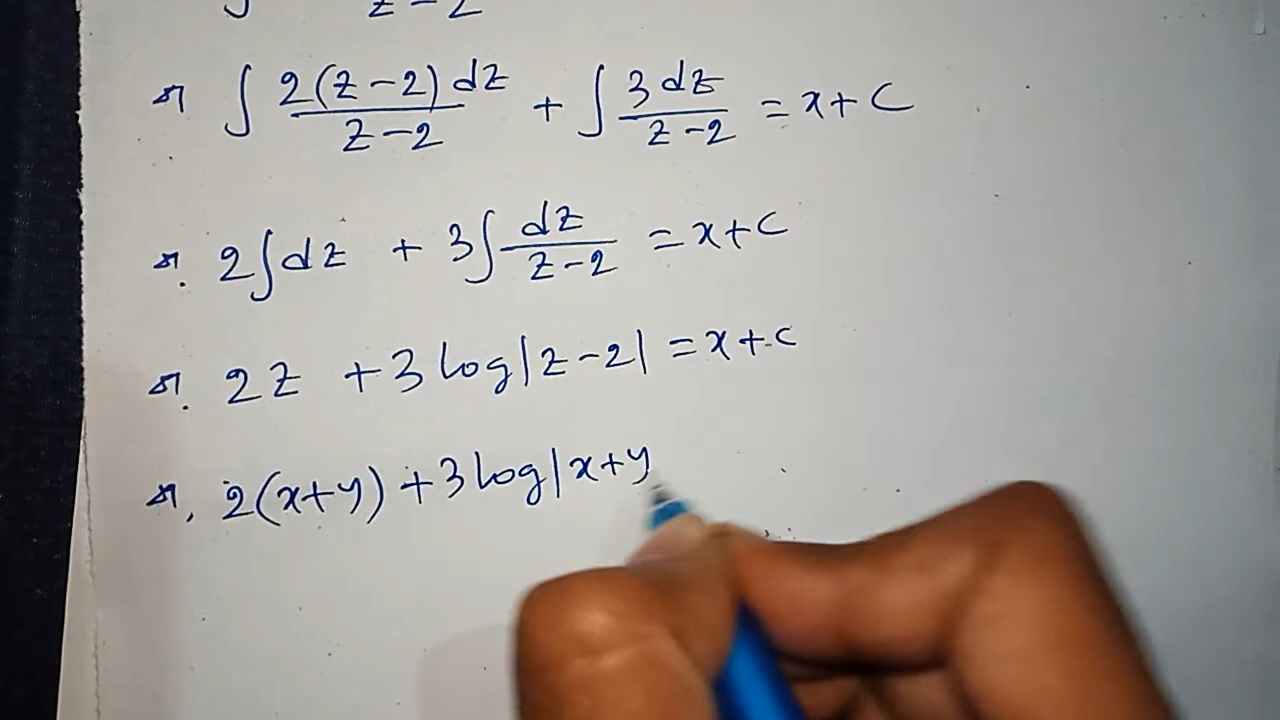 ∫ z-2
বা ∫ 2(z-2) dz / z-2 + ∫ 3 dz / z-2 = x+c
বা, 2∫dz + 3∫ dz / z-2 = x+c
বা, 2z + 3 log|z-2| = x+c
বা, 2(x+y) + 3 log|x+y